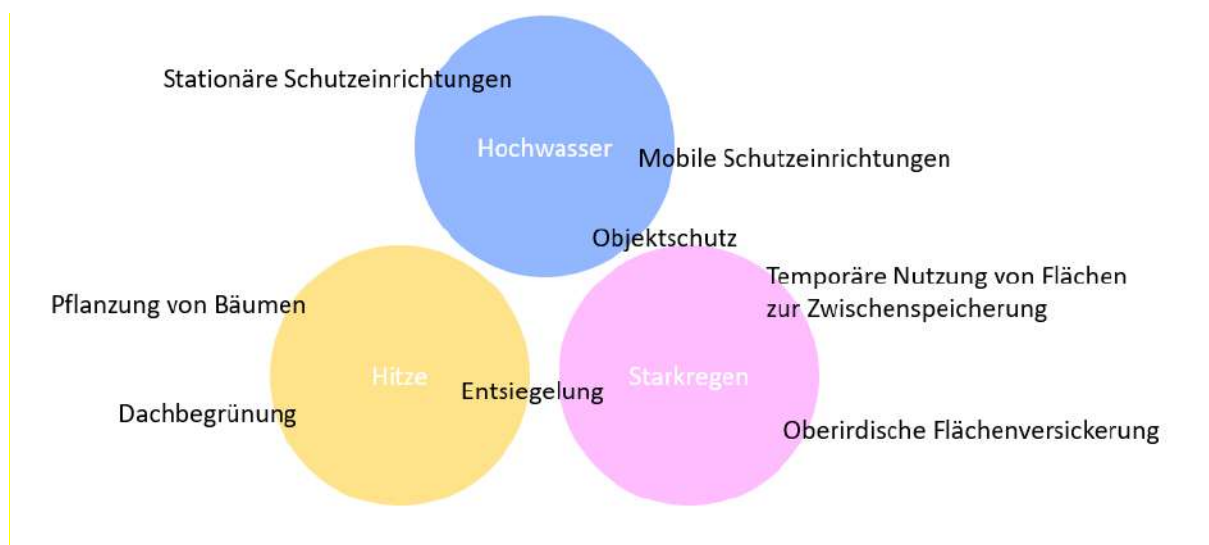 Stationäre Schutzeinrichtungen
Hochwasser
Mobile Schutzeinrichtungen
Objektschutz
Temporäre Nutzung von Flächen
zur Zwischenspeicherung
Pflanzung von Bäumen
Hitze
Entsiegelung
Starkregen
Dachbegrünung
Oberirdische Flächenversickerung